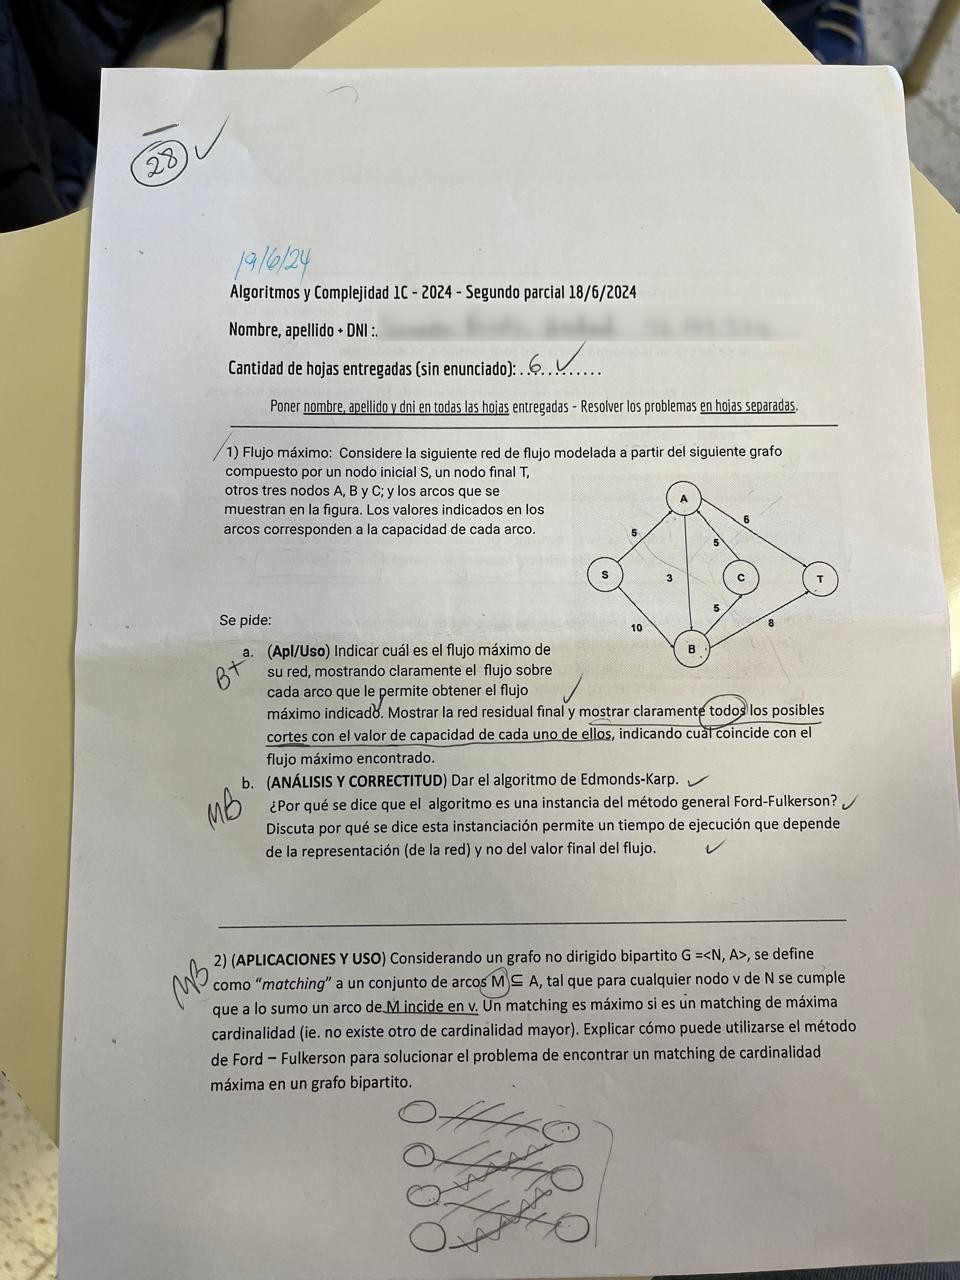 28
19/6/24
Algoritmos y Complejidad 1C - 2024 - Segundo parcial 18/6/2024
Nombre, apellido + DNI :.
Cantidad de hojas entregadas (sin enunciado): . . 6 . . . . . . . .
Poner nombre, apellido y dni en todas las hojas entregadas - Resolver los problemas en hojas separadas.
1) Flujo máximo: Considere la siguiente red de flujo modelada a partir del siguiente grafo
compuesto por un nodo inicial S, un nodo final T,
otros tres nodos A, B y C; y los arcos que se
muestran en la figura. Los valores indicados en los
arcos corresponden a la capacidad de cada arco.
A
6
5
5
S
3
C
T
5
10
8
B
Se pide:
a. (Apl/Uso) Indicar cuál es el flujo máximo de
B+
su red, mostrando claramente el flujo sobre
cada arco que le permite obtener el flujo
máximo indicado. Mostrar la red residual final y mostrar claramente todos los posibles
cortes con el valor de capacidad de cada uno de ellos, indicando cuál coincide con el
flujo máximo encontrado.
b. (ANÁLISIS Y CORRECTITUD) Dar el algoritmo de Edmonds-Karp.
MB
¿Por qué se dice que el algoritmo es una instancia del método general Ford-Fulkerson?
Discuta por qué se dice esta instanciación permite un tiempo de ejecución que depende
de la representación (de la red) y no del valor final del flujo.
MB
2) (APLICACIONES Y USO) Considerando un grafo no dirigido bipartito G =<N, A>, se define
como “matching” a un conjunto de arcos M ⊆ A, tal que para cualquier nodo v de N se cumple
que a lo sumo un arco de M incide en v. Un matching es máximo si es un matching de máxima
cardinalidad (ie. no existe otro de cardinalidad mayor). Explicar cómo puede utilizarse el método
de Ford – Fulkerson para solucionar el problema de encontrar un matching de cardinalidad
máxima en un grafo bipartito.